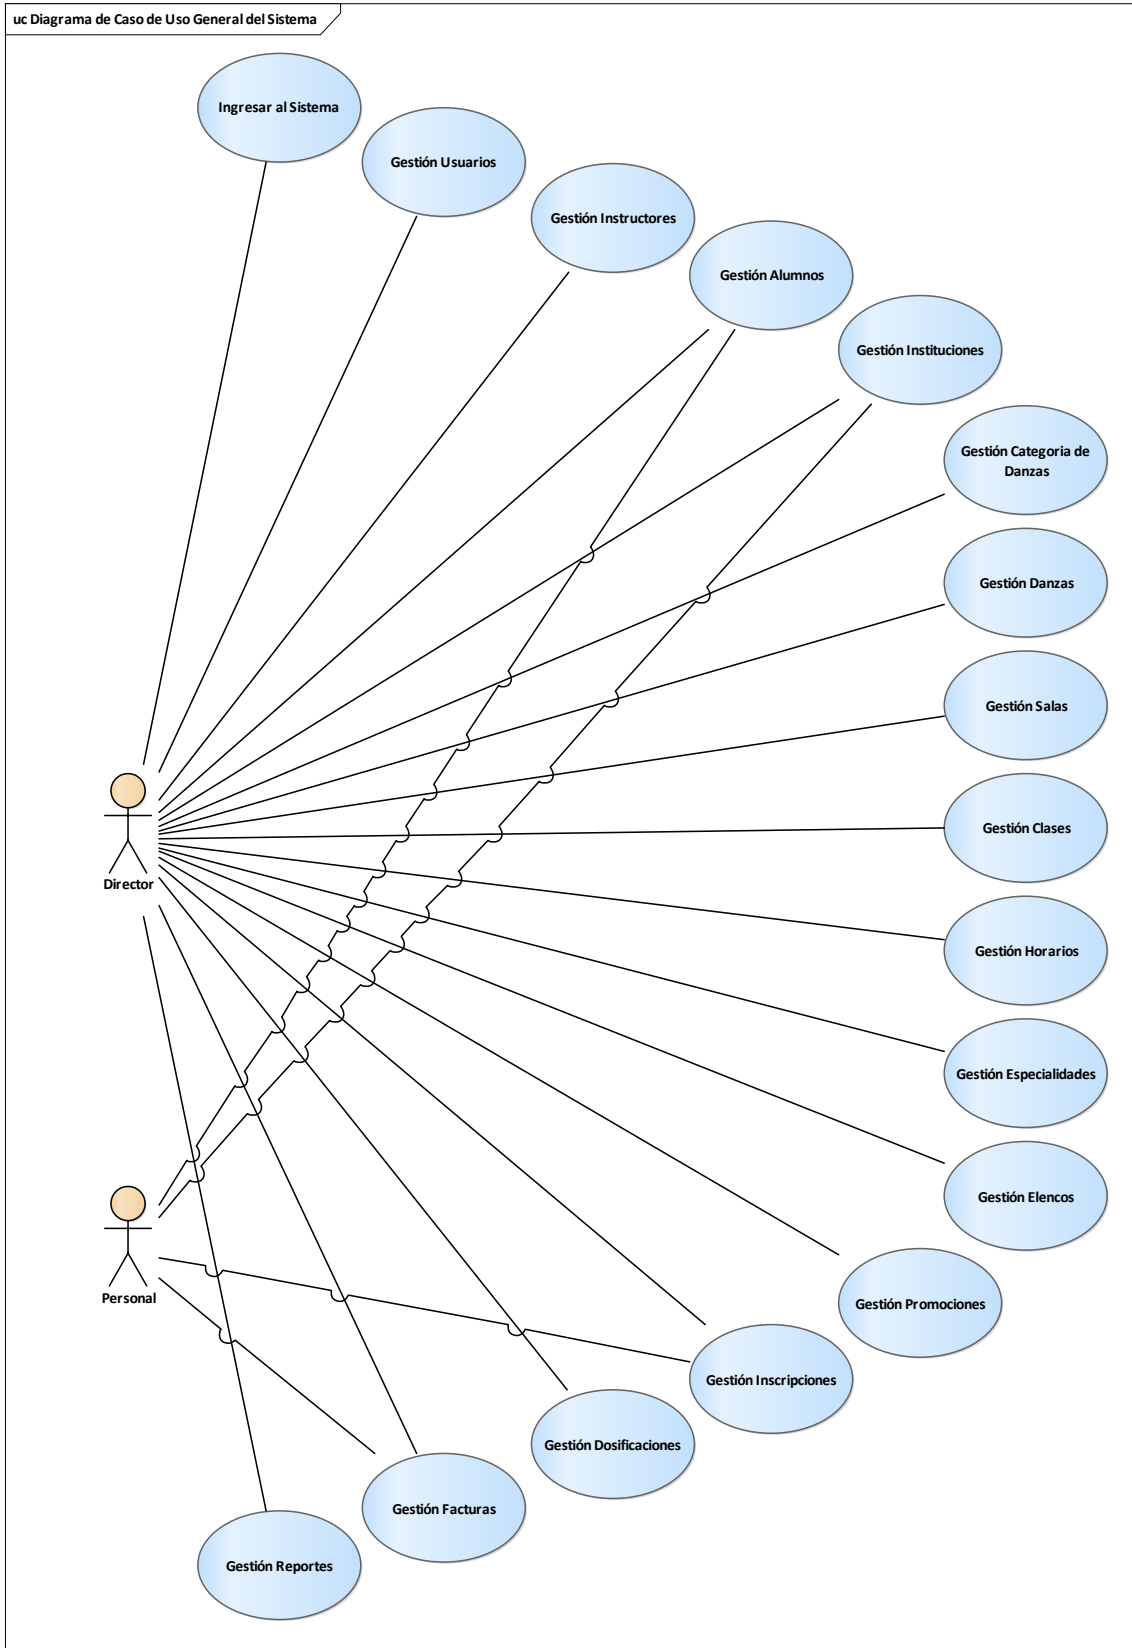 uc Diagrama de Caso de Uso General del Sistema
Ingresar al Sistema
Gestión Usuarios
Gestión Instructores
Gestión Alumnos
Gestión Instituciones
Gestión Categoria de
Danzas
Gestión Danzas
Gestión Salas
Gestión Clases
Director
Gestión Horarios
Gestión Especialidades
Gestión Elencos
Personal
Gestión Promociones
Gestión Inscripciones
Gestión Dosificaciones
Gestión Facturas
Gestión Reportes